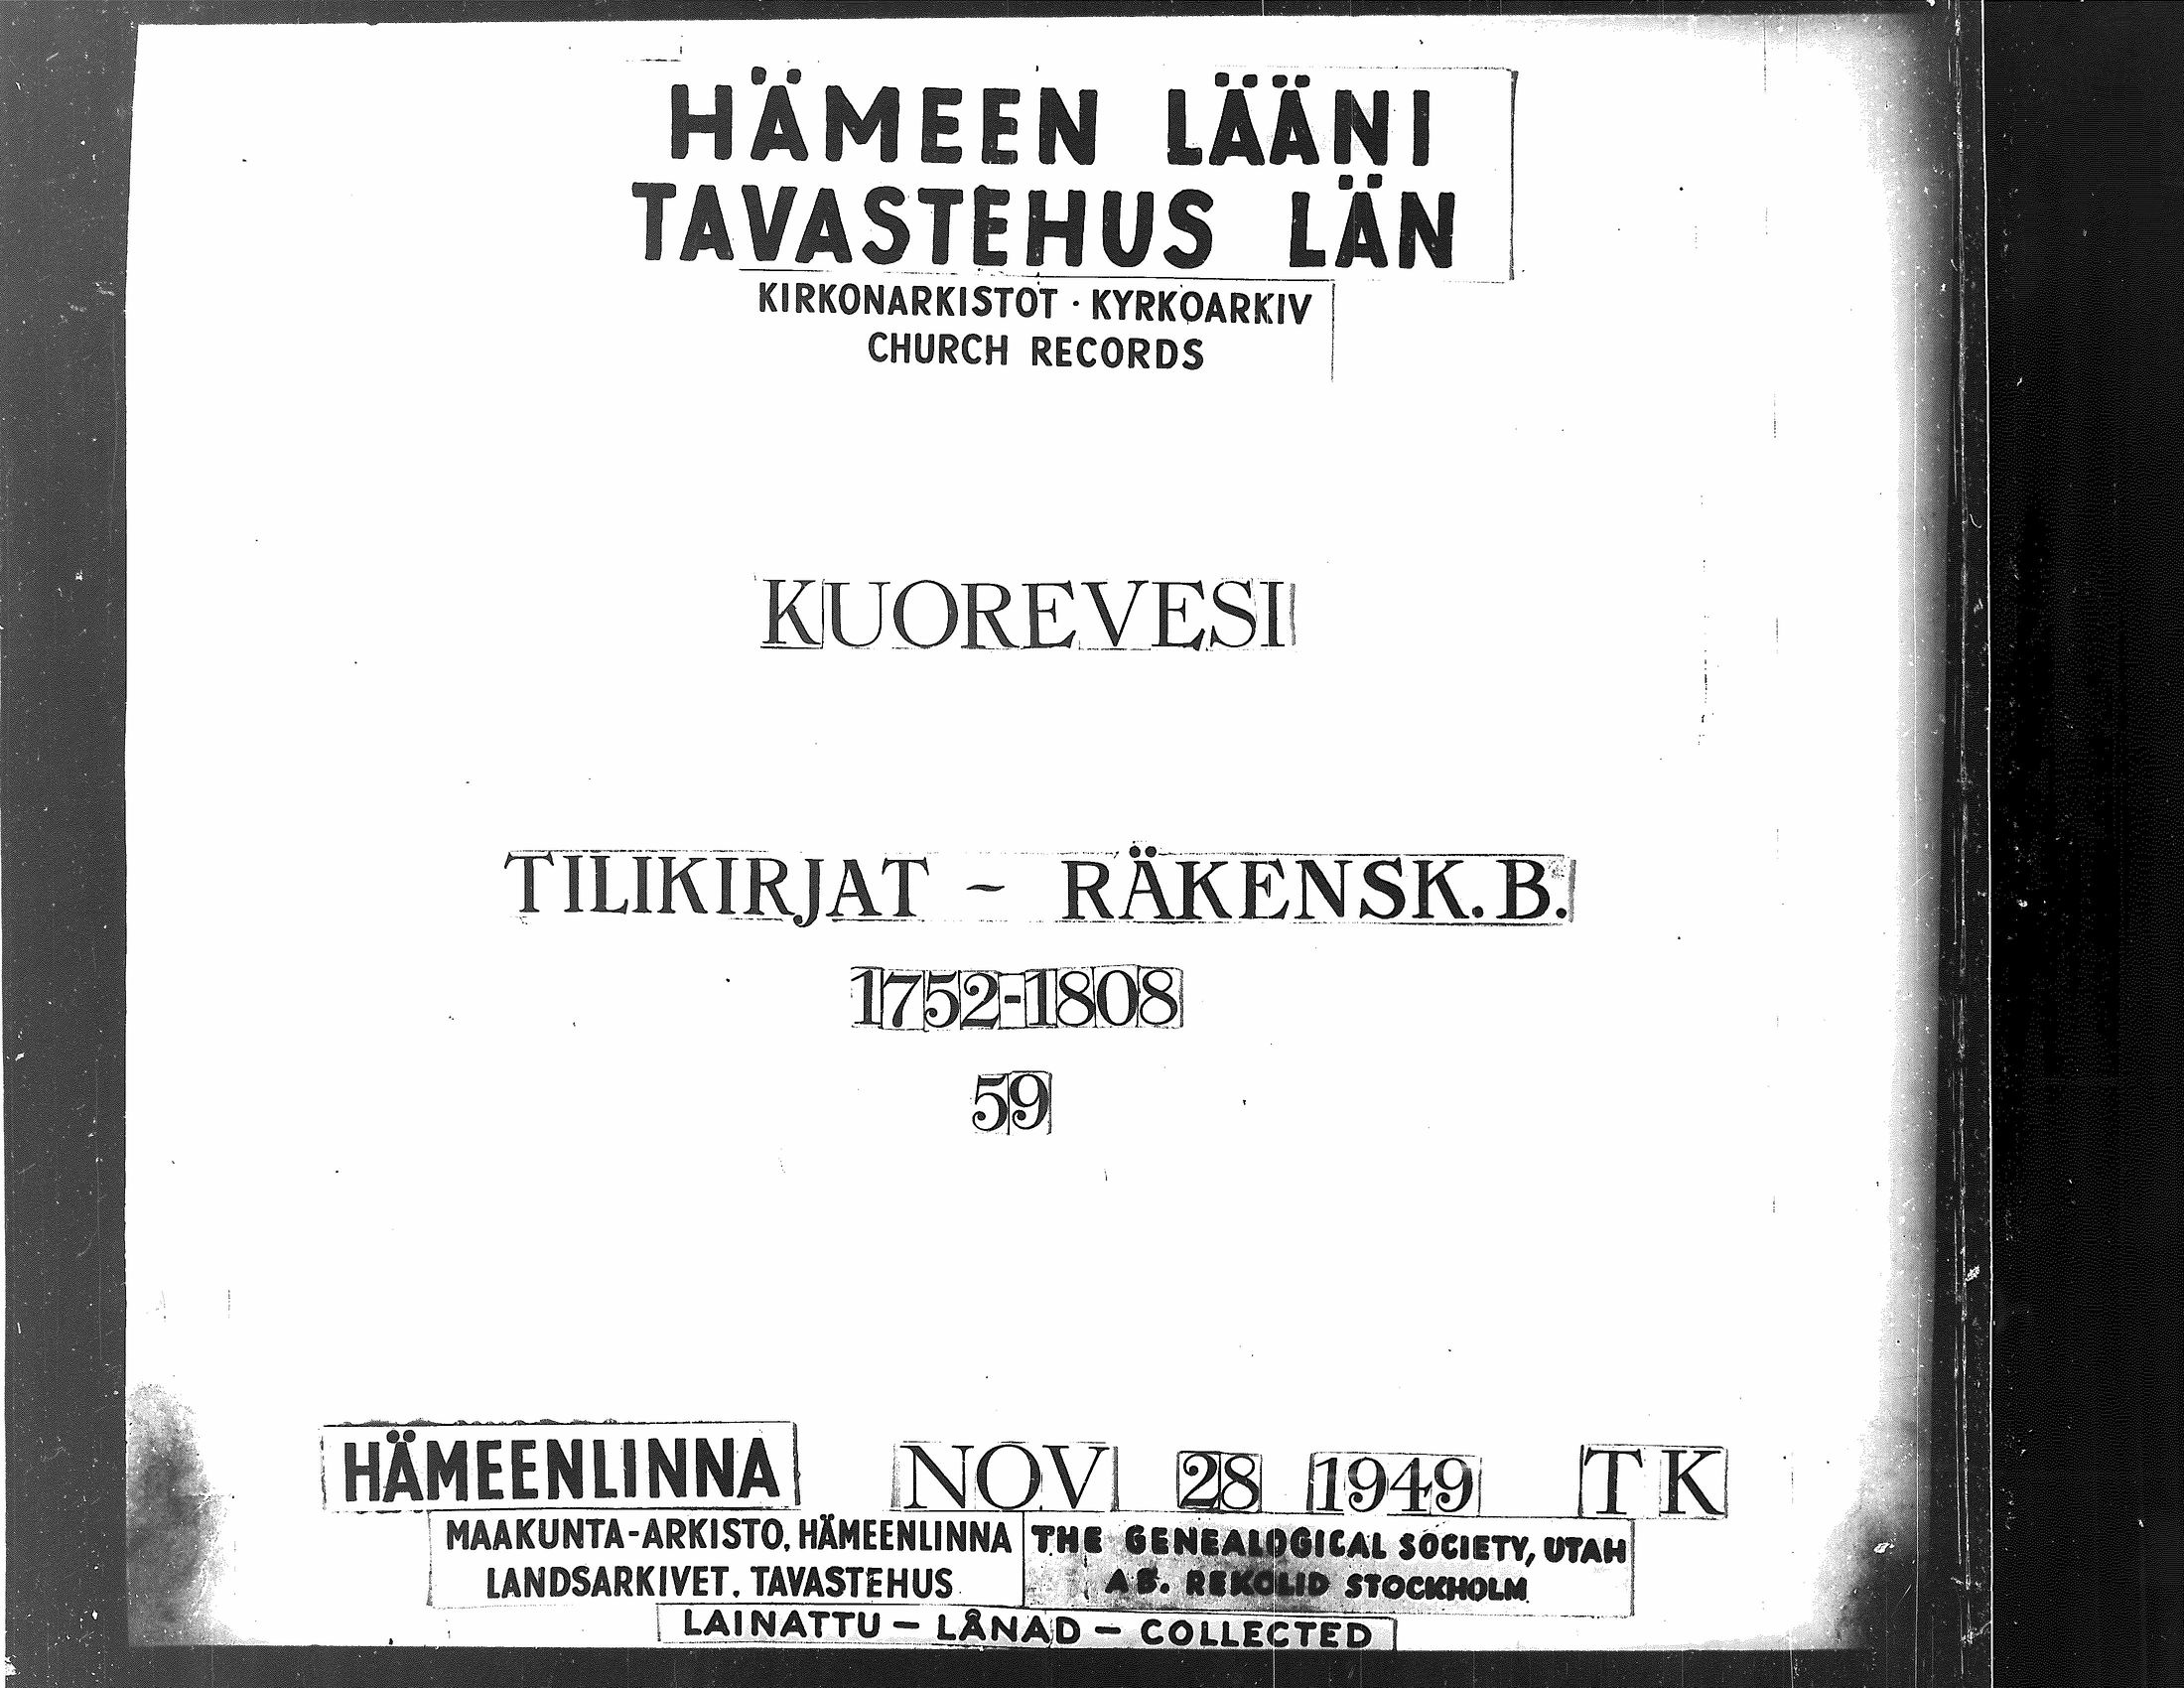 HÄMEEN LÄÄNI
TAVASTEHUS LÄN
KIRKONARKISTOT · KYRKOARKIV
CHURCH RECORDS
KUOREVESI
TILIKIRJAT - RÄKENSK.B.
1752-1808
59
HÄMEENLINNA NOV 28 1949 TK
MAAKUNTA-ARKISTO, HÄMEENLINNA
LANDSARKIVET, TAVASTEHUS
THE GENEALOGICAL SOCIETY, UTAH
AB. REKOLID STOCKHOLM
LAINATTU — LÅNAD — COLLECTED